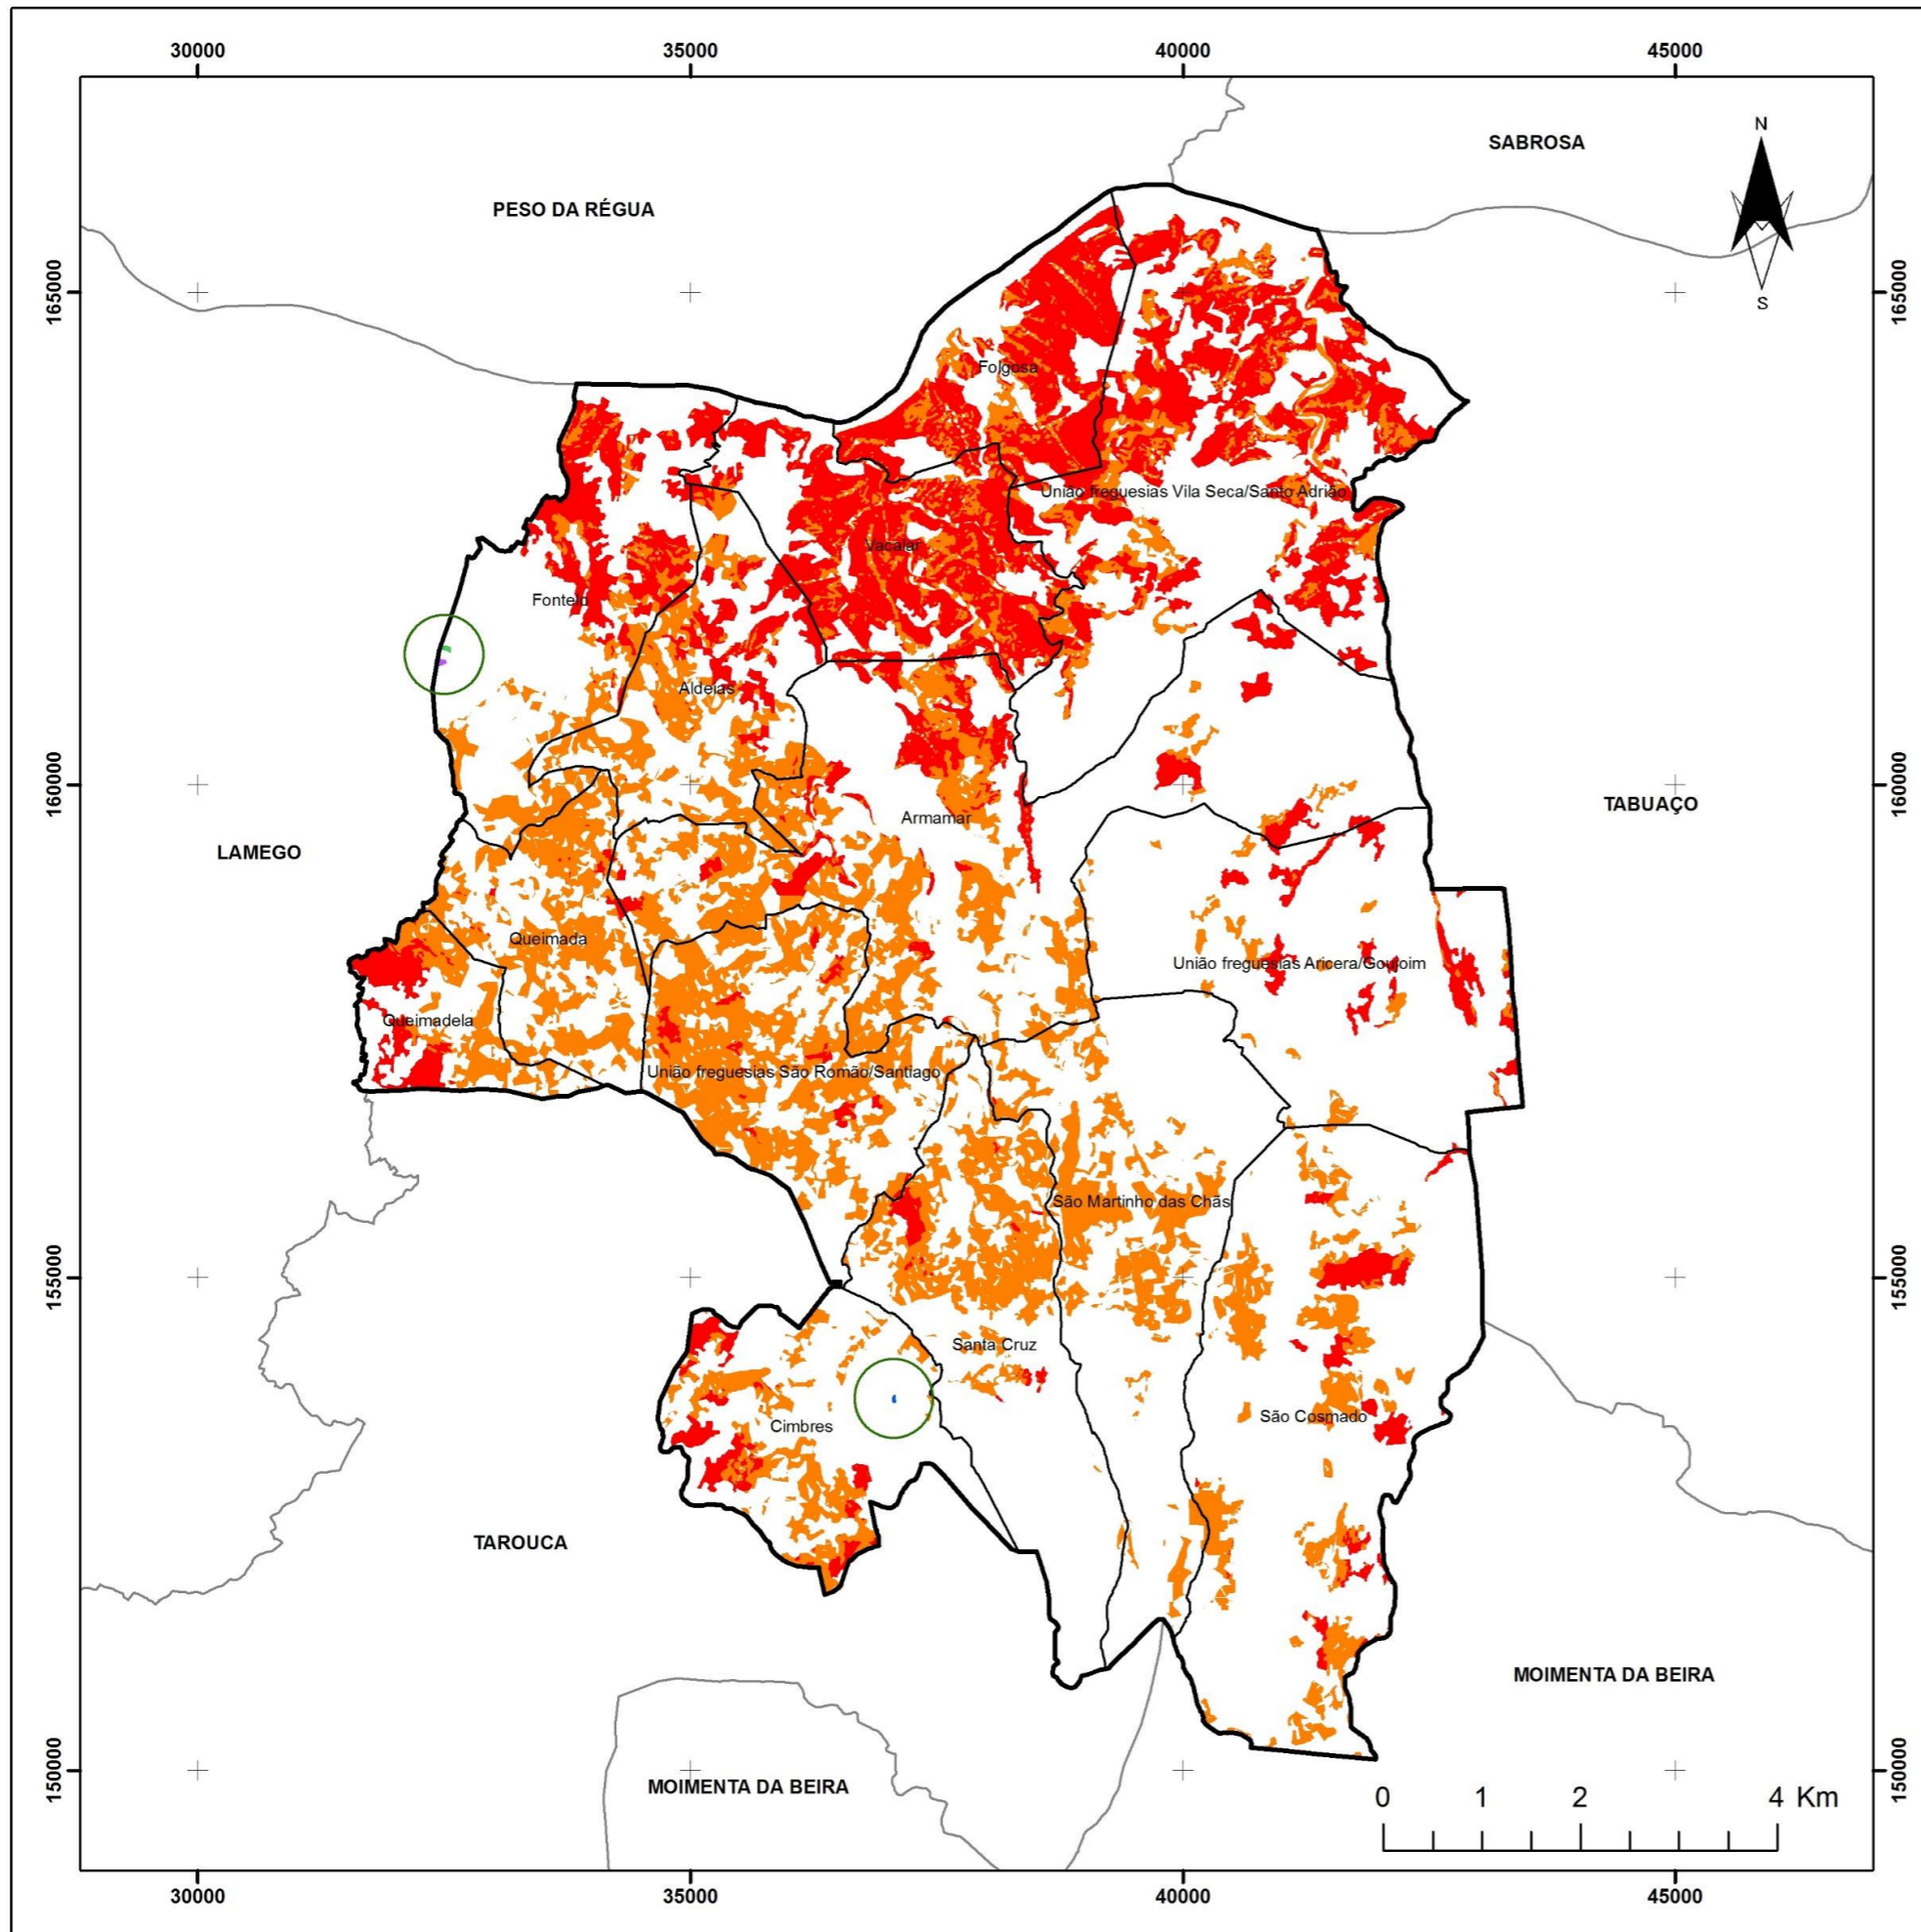 30000 35000 40000 45000
SABROSA
N
PESO DA RÉGUA
S
165000 165000
Folgosa
União freguesias Vila Seca/Santo Adrião
Vacalar
Fontelo
Aldeias
160000 160000
TABUAÇO
Armamar
LAMEGO
Queimada
União freguesias Aricera/Goujoim
Queimadela
União freguesias São Romão/Santiago
São Martinho das Chãs
155000 155000
Santa Cruz
São Cosmado
Cimbres
TAROUCA
MOIMENTA DA BEIRA
150000 150000
MOIMENTA DA BEIRA
0 1 2 4 Km
30000 35000 40000 45000